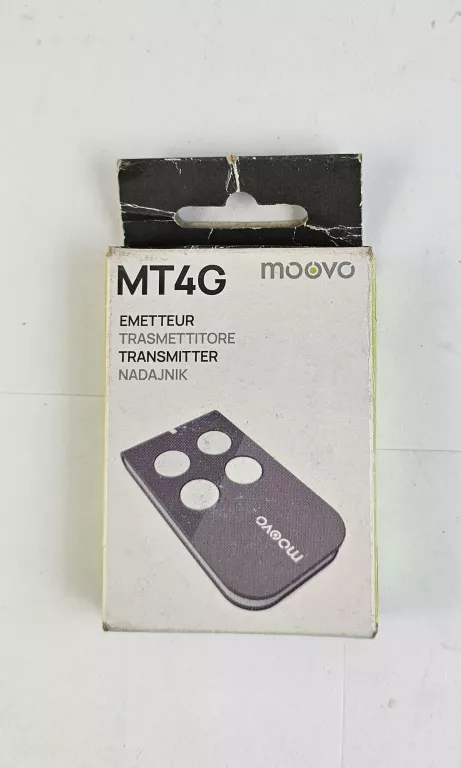 MT4G
moovo
EMETTEUR
TRASMETTITORE
TRANSMITTER
NADAJNIK
moovo